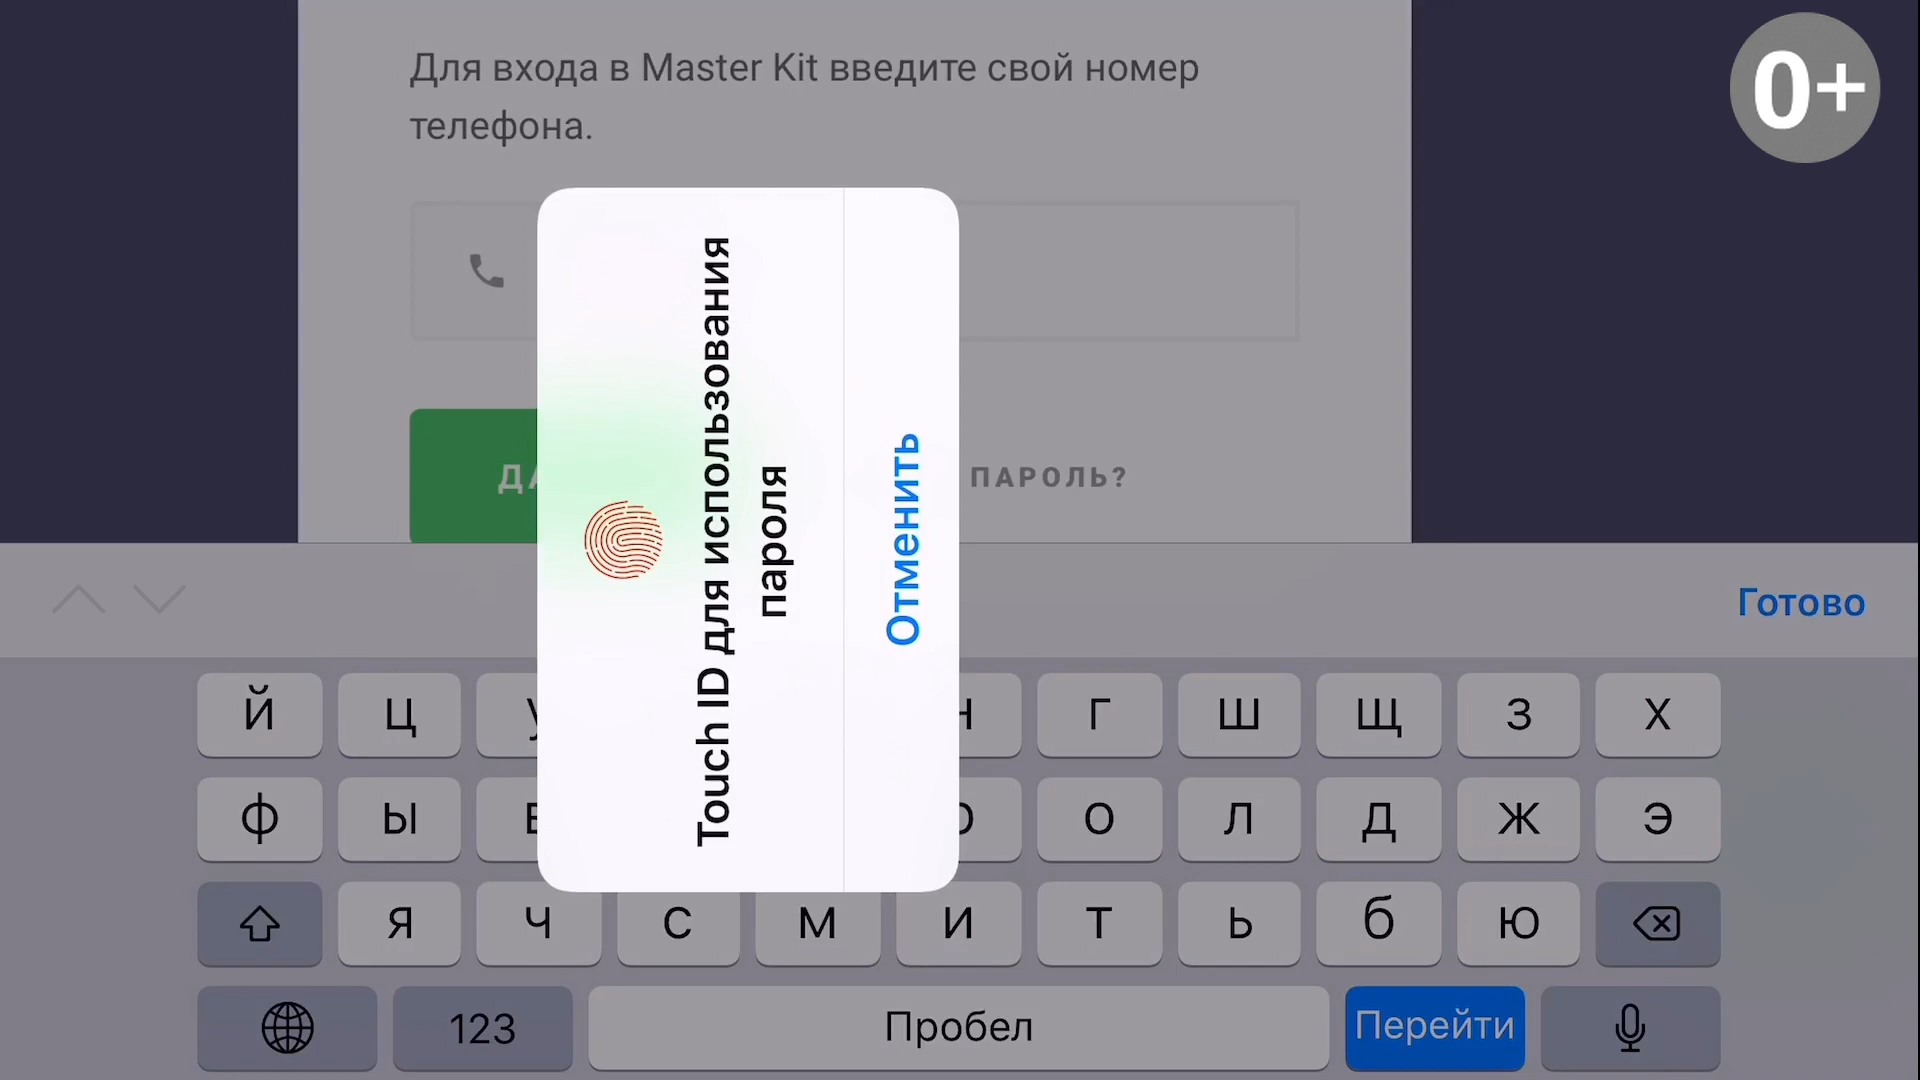 Для входа в Master Kit введите свой номер
телефона.
0+
Touch ID для использования
пароля
Отменить
ПАРОЛЬ?
Готово
Й Ц У Н Г Ш Щ З Х
Ф Ы О Л Д Ж Э
Я Ч С М И Т Ь Б Ю
123 Пробел Перейти